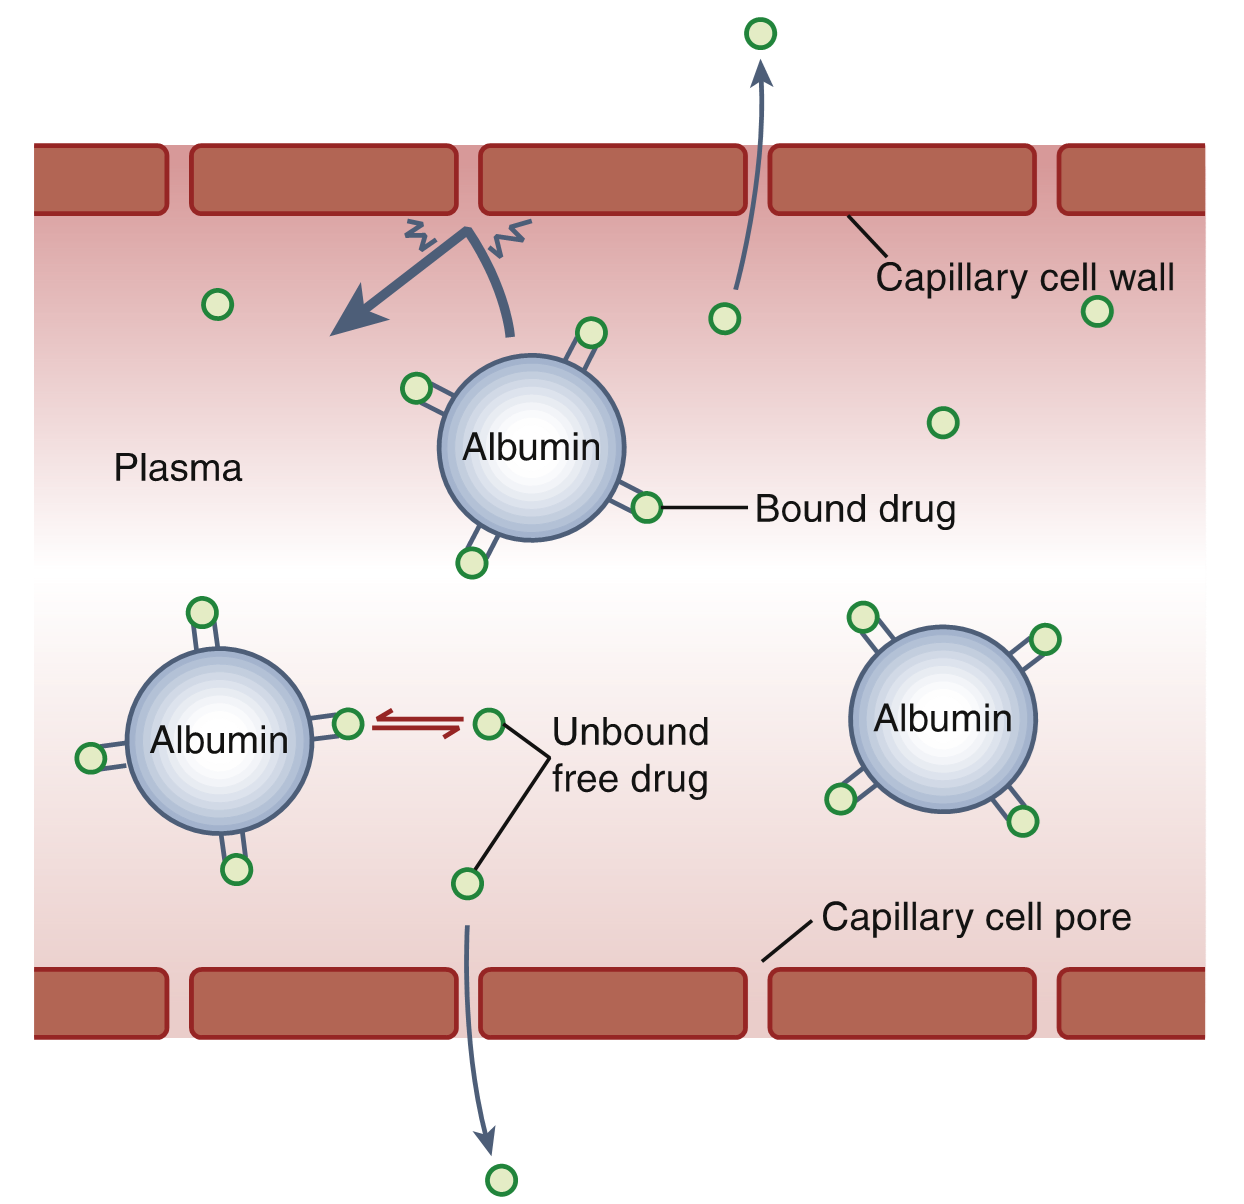 Capillary cell wall
Albumin
Plasma
Bound drug
Albumin
Unbound
free drug
Albumin
Capillary cell pore